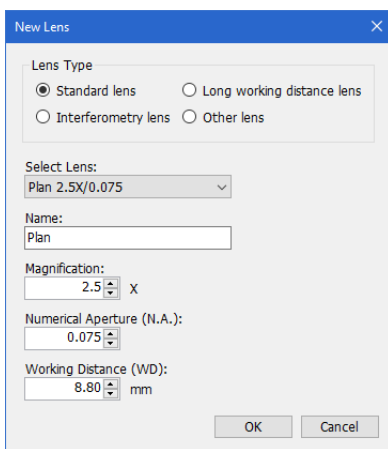 New Lens
Lens Type
Standard lens Long working distance lens
Interferometry lens Other lens
Select Lens:
Plan 2.5X/0.075
Name:
Plan
Magnification:
2.5 X
Numerical Aperture (N.A.):
0.075
Working Distance (WD):
8.80 mm
OK Cancel